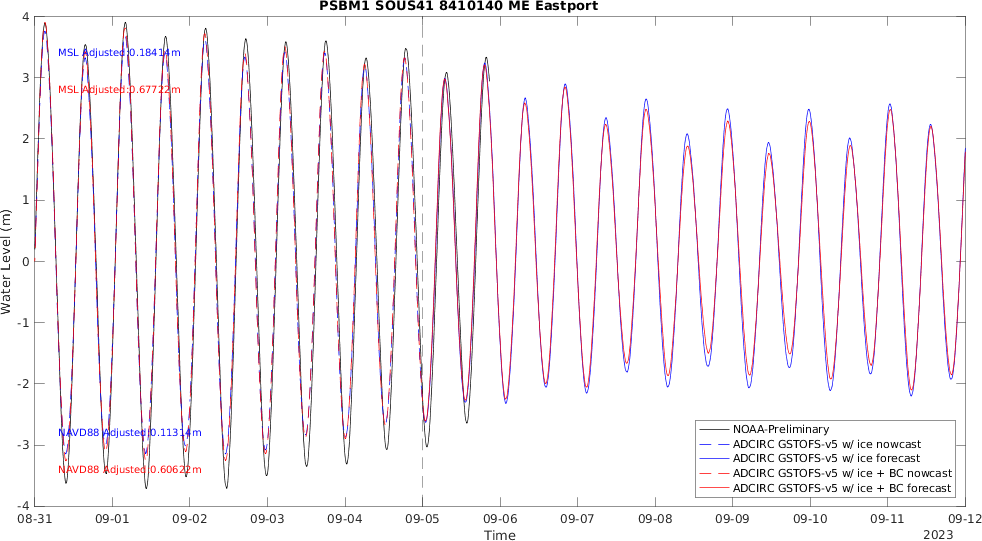 PSBM1 SOUS41 8410140 ME Eastport
4
3
2
1
0
-1
-2
-3
-4
Water Level (m)
MSL Adjusted:0.18414m
MSL Adjusted:0.67722m
NAVD88 Adjusted:0.11314m
NAVD88 Adjusted:0.60622m
NOAA-Preliminary
ADCIRC GSTOFS-v5 w/ ice nowcast
ADCIRC GSTOFS-v5 w/ ice forecast
ADCIRC GSTOFS-v5 w/ ice + BC nowcast
ADCIRC GSTOFS-v5 w/ ice + BC forecast
08-31 09-01 09-02 09-03 09-04 09-05 09-06 09-07 09-08 09-09 09-10 09-11 09-12
Time
2023